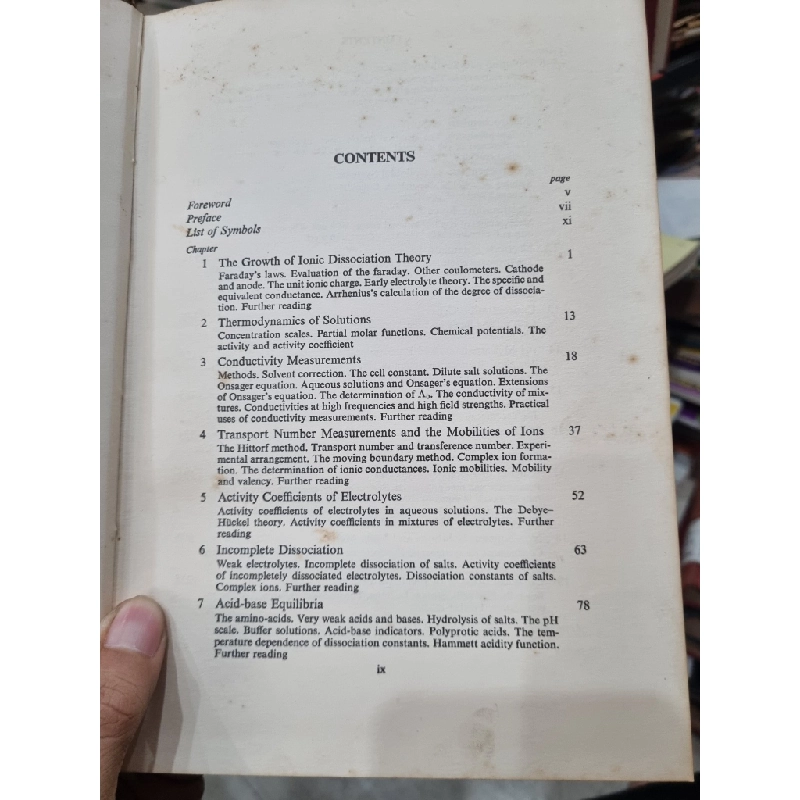 CONTENTS
page
Foreword v
Preface vii
List of Symbols xi
Chapter
1 The Growth of Ionic Dissociation Theory 1
Faraday's laws. Evaluation of the faraday. Other coulometers. Cathode
and anode. The unit ionic charge. Early electrolyte theory. The specific and
equivalent conductance. Arrhenius's calculation of the degree of dissocia-
tion. Further reading
2 Thermodynamics of Solutions 13
Concentration scales. Partial molar functions. Chemical potentials. The
activity and activity coefficient
3 Conductivity Measurements 18
Methods. Solvent correction. The cell constant. Dilute salt solutions. The
Onsager equation. Aqueous solutions and Onsager's equation. Extensions
of Onsager's equation. The determination of Λ₀. The conductivity of mix-
tures. Conductivities at high frequencies and high field strengths. Practical
uses of conductivity measurements. Further reading
4 Transport Number Measurements and the Mobilities of Ions 37
The Hittorf method. Transport number and transference number. Experi-
mental arrangement. The moving boundary method. Complex ion forma-
tion. The determination of ionic conductances. Ionic mobilities. Mobility
and valency. Further reading
5 Activity Coefficients of Electrolytes 52
Activity coefficients of electrolytes in aqueous solutions. The Debye–
Hückel theory. Activity coefficients in mixtures of electrolytes. Further
reading
6 Incomplete Dissociation 63
Weak electrolytes. Incomplete dissociation of salts. Activity coefficients
of incompletely dissociated electrolytes. Dissociation constants of salts.
Complex ions. Further reading
7 Acid-base Equilibria 78
The amino-acids. Very weak acids and bases. Hydrolysis of salts. The pH
scale. Buffer solutions. Acid-base indicators. Polyprotic acids. The tem-
perature dependence of dissociation constants. Hammett acidity function.
Further reading
ix